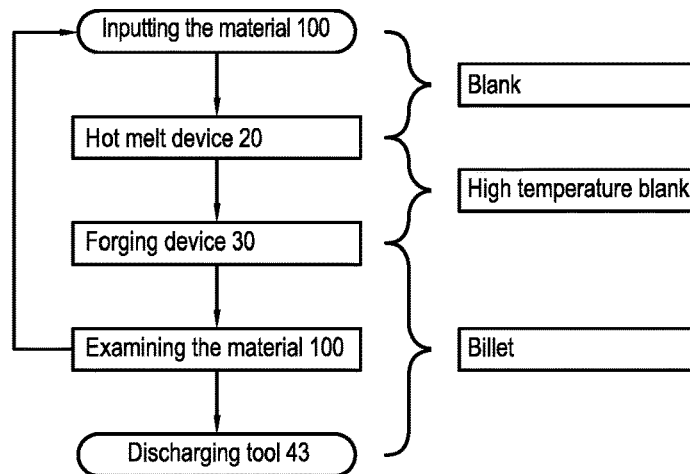 Inputting the material 100
Blank
Hot melt device 20
High temperature blank
Forging device 30
Examining the material 100
Billet
Discharging tool 43